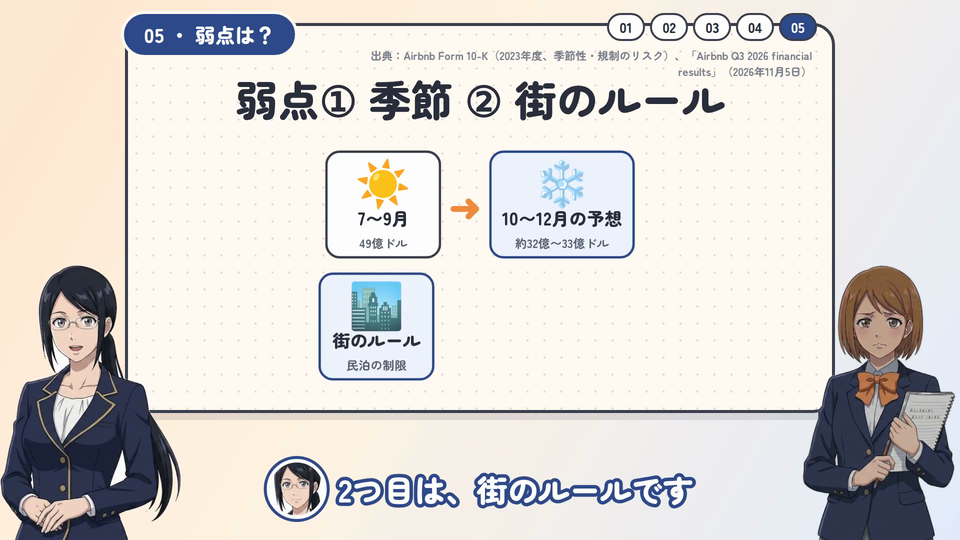 05 ・ 弱点は？
01 02 03 04 05
出典：Airbnb Form 10-K（2023年度、季節性・規制のリスク）、「Airbnb Q3 2026 financial
results」（2026年11月5日）
弱点① 季節 ② 街のルール
7〜9月
49億ドル
10〜12月の予想
約32億〜33億ドル
街のルール
民泊の制限
2つ目は、街のルールです